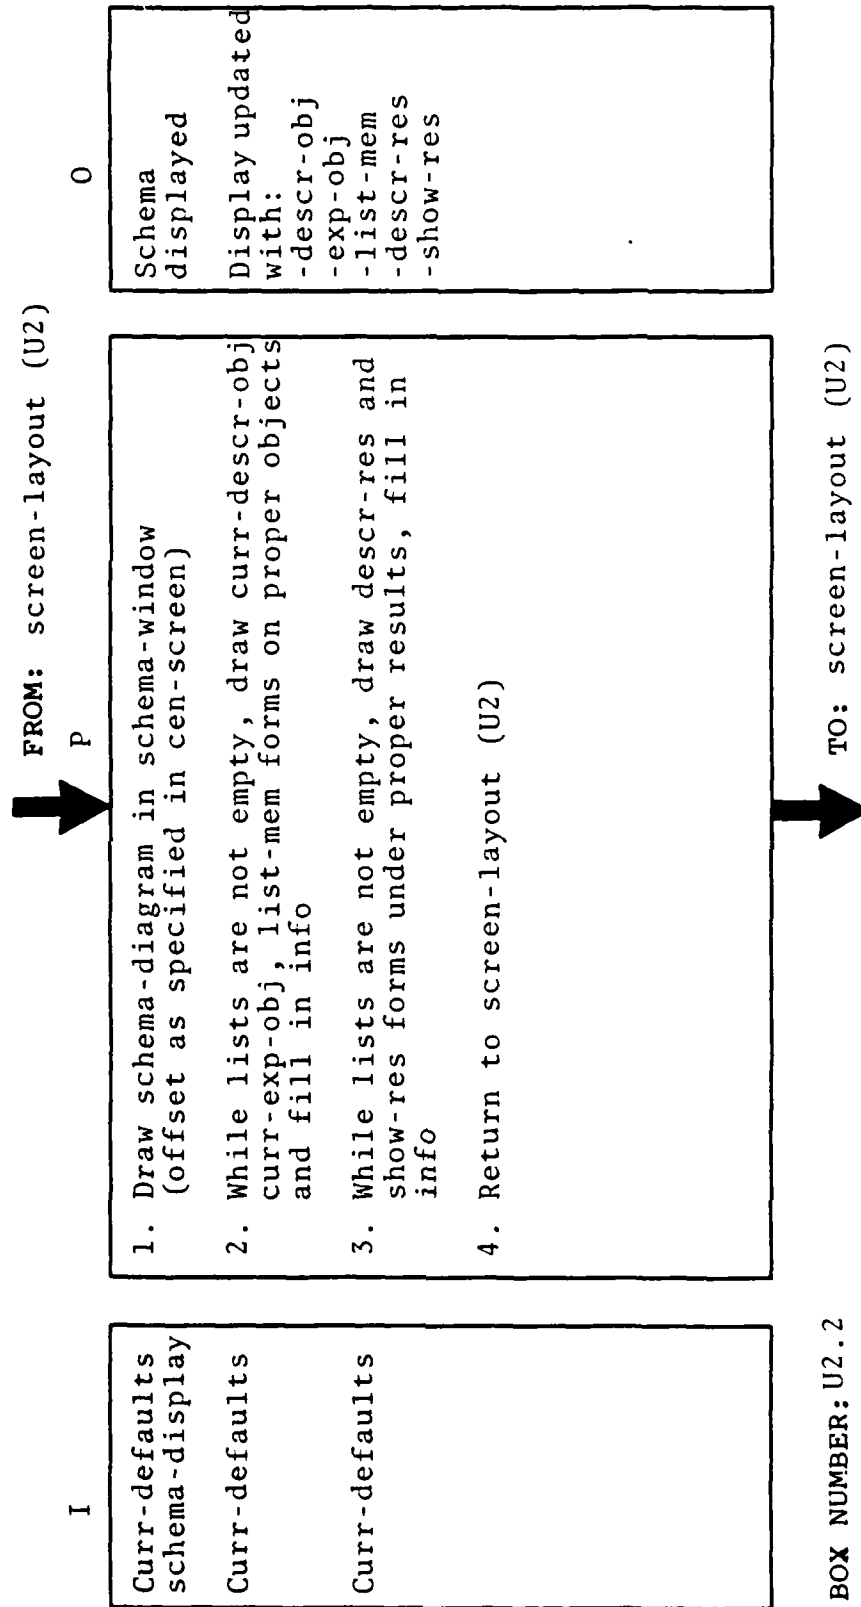 FROM: screen-layout (U2)
I
P
O
Curr-defaults
schema-display
Curr-defaults
Curr-defaults
1. Draw schema-diagram in schema-window
(offset as specified in cen-screen)
2. While lists are not empty, draw curr-descr-obj
curr-exp-obj, list-mem forms on proper objects
and fill in info
3. While lists are not empty, draw descr-res and
show-res forms under proper results, fill in
info
4. Return to screen-layout (U2)
Schema
displayed
Display updated
with:
-descr-obj
-exp-obj
-list-mem
-descr-res
-show-res
BOX NUMBER: U2.2
TO: screen-layout (U2)